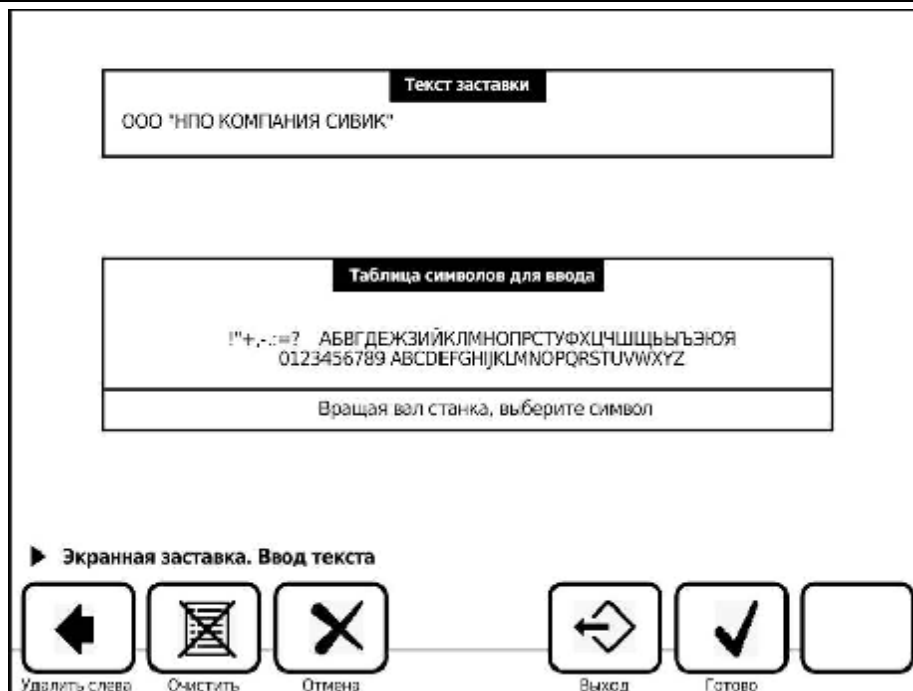 Текст заставки
ООО "НПО КОМПАНИЯ СИВИК"
Таблица символов для ввода
!"+,-.:=? АБВГДЕЖЗИЙКЛМНОПРСТУФХЦЧШЩЬЫЪЭЮЯ
0123456789 ABCDEFGHIJKLMNOPQRSTUVWXYZ
Вращая вал станка, выберите символ
Экранная заставка. Ввод текста
Удалить слева Очистить Отмена Выход Готово